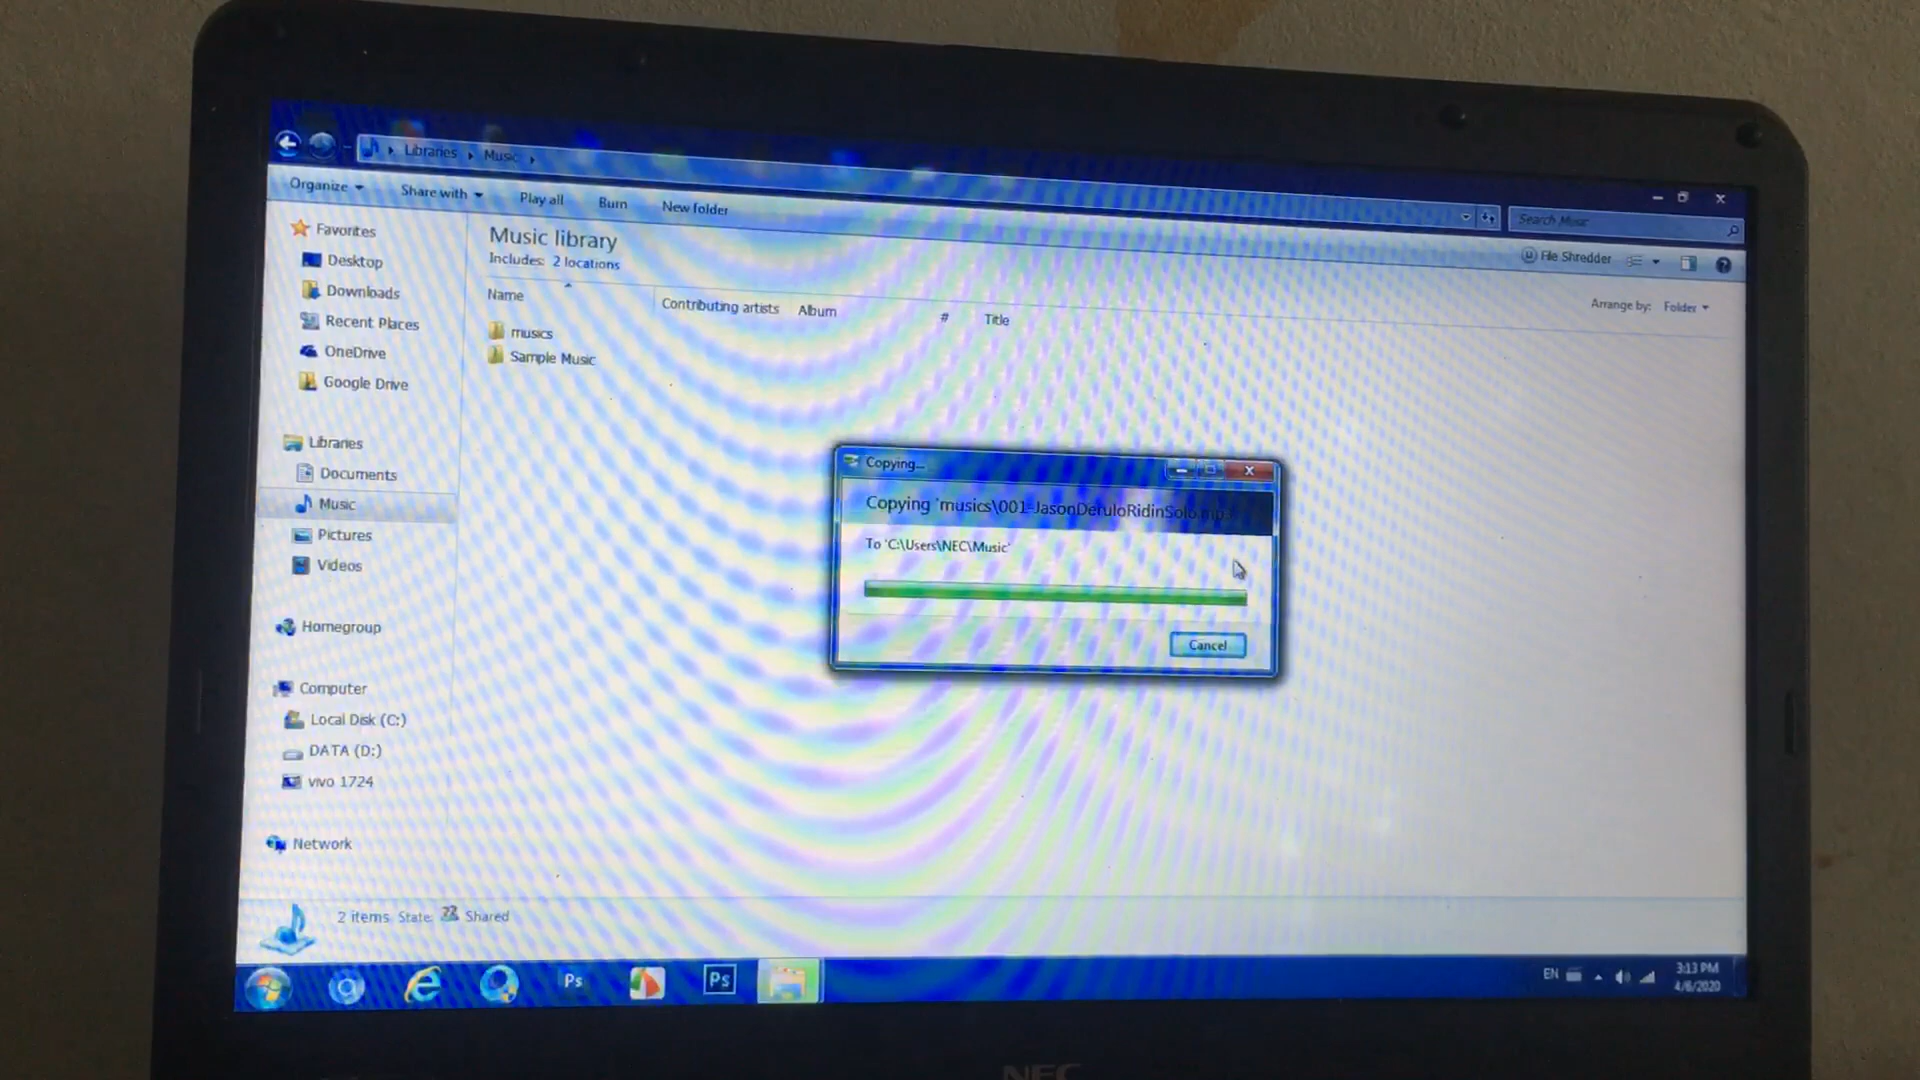 Libraries Music
Search Music
Organize Share with Play all Burn New folder
File Shredder
Music library
Includes: 2 locations
Arrange by: Folder
Name Contributing artists Album # Title
musics
Sample Music
Favorites
Desktop
Downloads
Recent Places
OneDrive
Google Drive
Libraries
Documents
Music
Pictures
Videos
Homegroup
Computer
Local Disk (C:)
DATA (D:)
vivo 1724
Network
Copying...
Copying 'musics\001-JasonDeruloRidinSolo.mp3'
To 'C:\Users\NEC\Music'
Cancel
2 items State: Shared
Ps
Ps
EN
3:13 PM
4/6/2020
NEC